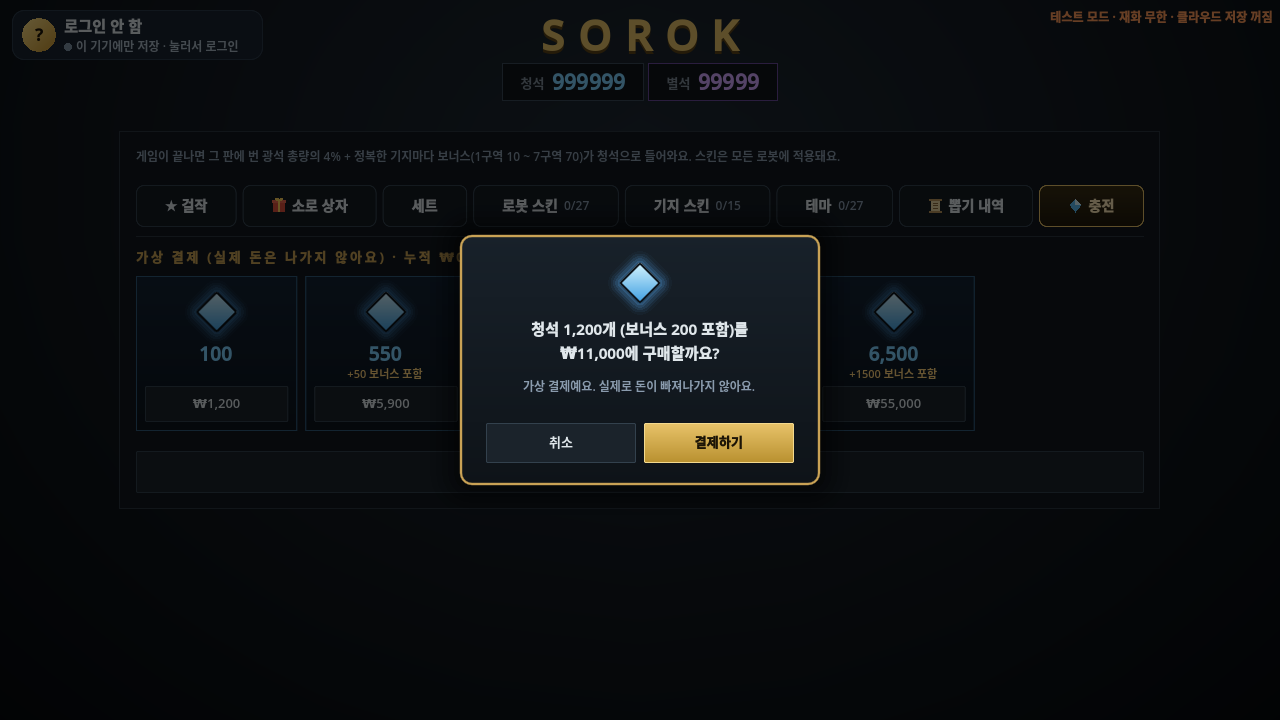 ? 로그인 안 함
이 기기에만 저장 · 눌러서 로그인
SOROK
테스트 모드 · 재화 무한 · 클라우드 저장 꺼짐
청석 999999 별석 99999
게임이 끝나면 그 판에 번 광석 총량의 4% + 정복한 기지마다 보너스(1구역 10 ~ 7구역 70)가 청석으로 들어와요. 스킨은 모든 로봇에 적용돼요.
★ 걸작 소로 상자 세트 로봇 스킨 0/27 기지 스킨 0/15 테마 0/27 뽑기 내역 충전
가상 결제 (실제 돈은 나가지 않아요) · 누적
청석 1,200개 (보너스 200 포함)를
₩11,000에 구매할까요?
가상 결제예요. 실제로 돈이 빠져나가지 않아요.
취소 결제하기
100 550 6,500
+50 보너스 포함 +1500 보너스 포함
₩1,200 ₩5,900 ₩55,000